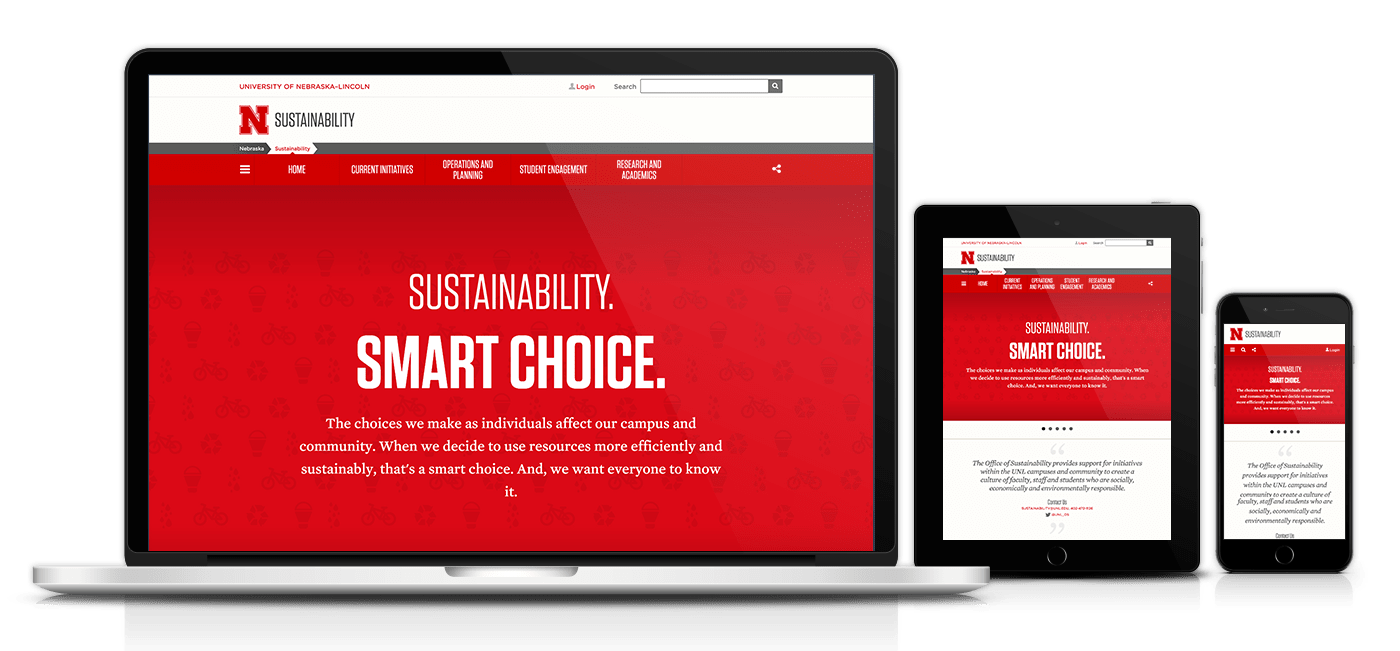 UNIVERSITY OF NEBRASKA-LINCOLN
Login
Search
N
SUSTAINABILITY
Nebraska
Sustainability
HOME
CURRENT INITIATIVES
OPERATIONS AND
PLANNING
STUDENT ENGAGEMENT
RESEARCH AND
ACADEMICS
SUSTAINABILITY.
SMART CHOICE.
The choices we make as individuals affect our campus and
community. When we decide to use resources more efficiently and
sustainably, that's a smart choice. And, we want everyone to know
it.
UNIVERSITY OF NEBRASKA-LINCOLN
Login
Search
N
SUSTAINABILITY
Nebraska
Sustainability
HOME
CURRENT
INITIATIVES
OPERATIONS
AND PLANNING
STUDENT
ENGAGEMENT
RESEARCH AND
ACADEMICS
SUSTAINABILITY.
SMART CHOICE.
The choices we make as individuals affect our campus and community. When
we decide to use resources more efficiently and sustainably, that's a smart
choice. And, we want everyone to know it.
“
The Office of Sustainability provides support for initiatives
within the UNL campuses and community to create a
culture of faculty, staff and students who are socially,
economically and environmentally responsible.
Contact Us
”
N
SUSTAINABILITY
Login
SUSTAINABILITY.
SMART CHOICE.
The choices we make as individuals affect our campus
and community. When we decide to use resources
more efficiently and sustainably, that's a smart
choice. And, we want everyone to know it.
“
The Office of Sustainability
provides support for initiatives
within the UNL campuses and
community to create a culture of
faculty, staff and students who are
socially, economically and
environmentally responsible.
Contact Us